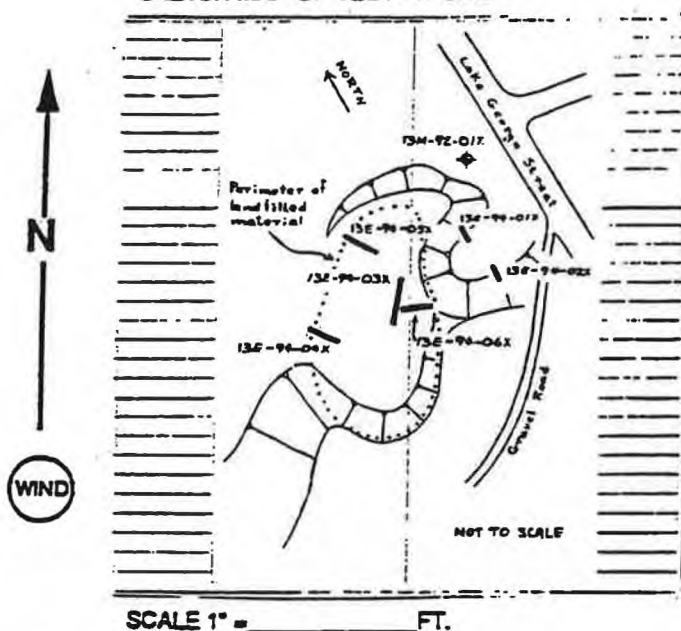 NORTH
Lake George Street
13M-92-01X
Perimeter of
landfilled
material
13E-94-05X
13E-94-01X
N
13E-94-02X
13E-94-03X
13E-94-04X
13E-94-06X
Gravel Road
WIND
NOT TO SCALE
SCALE 1" = FT.